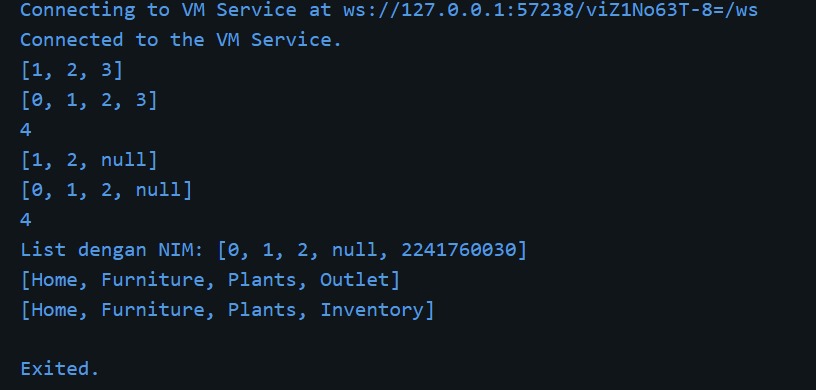 Connecting to VM Service at ws://127.0.0.1:57238/viZ1No63T-8=/ws
Connected to the VM Service.
[1, 2, 3]
[0, 1, 2, 3]
4
[1, 2, null]
[0, 1, 2, null]
4
List dengan NIM: [0, 1, 2, null, 2241760030]
[Home, Furniture, Plants, Outlet]
[Home, Furniture, Plants, Inventory]
Exited.